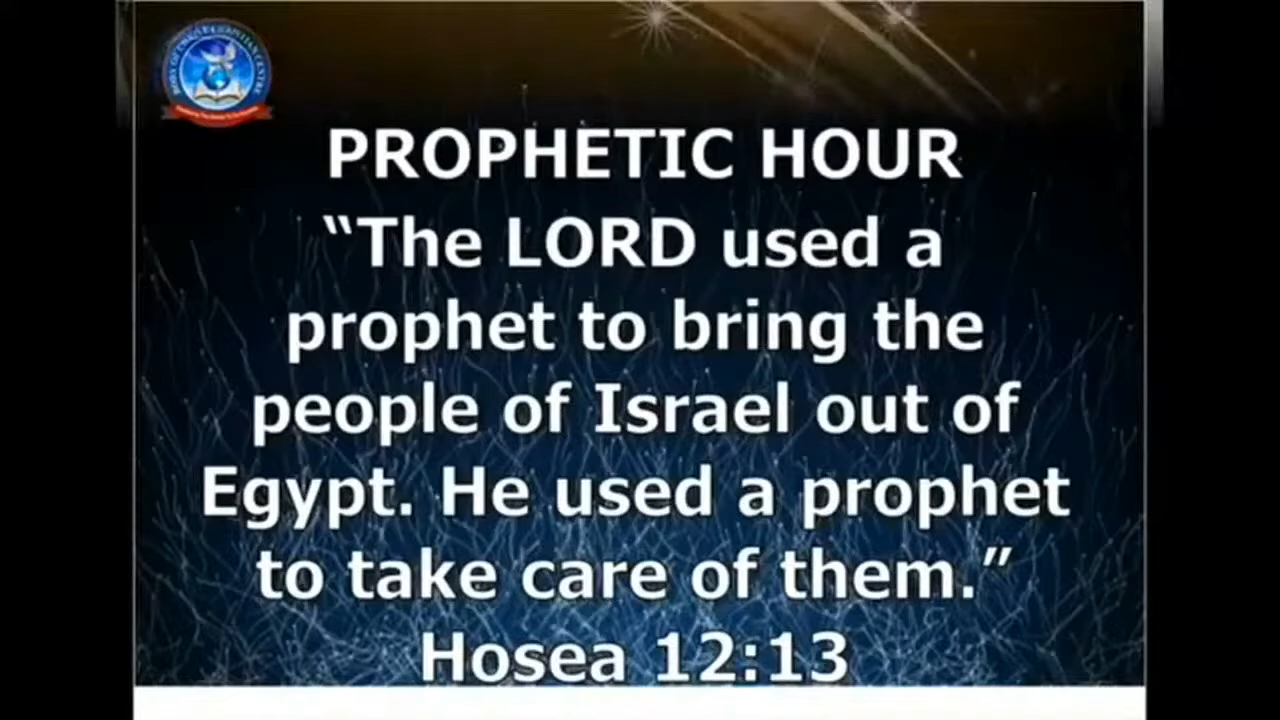 PROPHETIC HOUR
“The LORD used a
prophet to bring the
people of Israel out of
Egypt. He used a prophet
to take care of them.”
Hosea 12:13